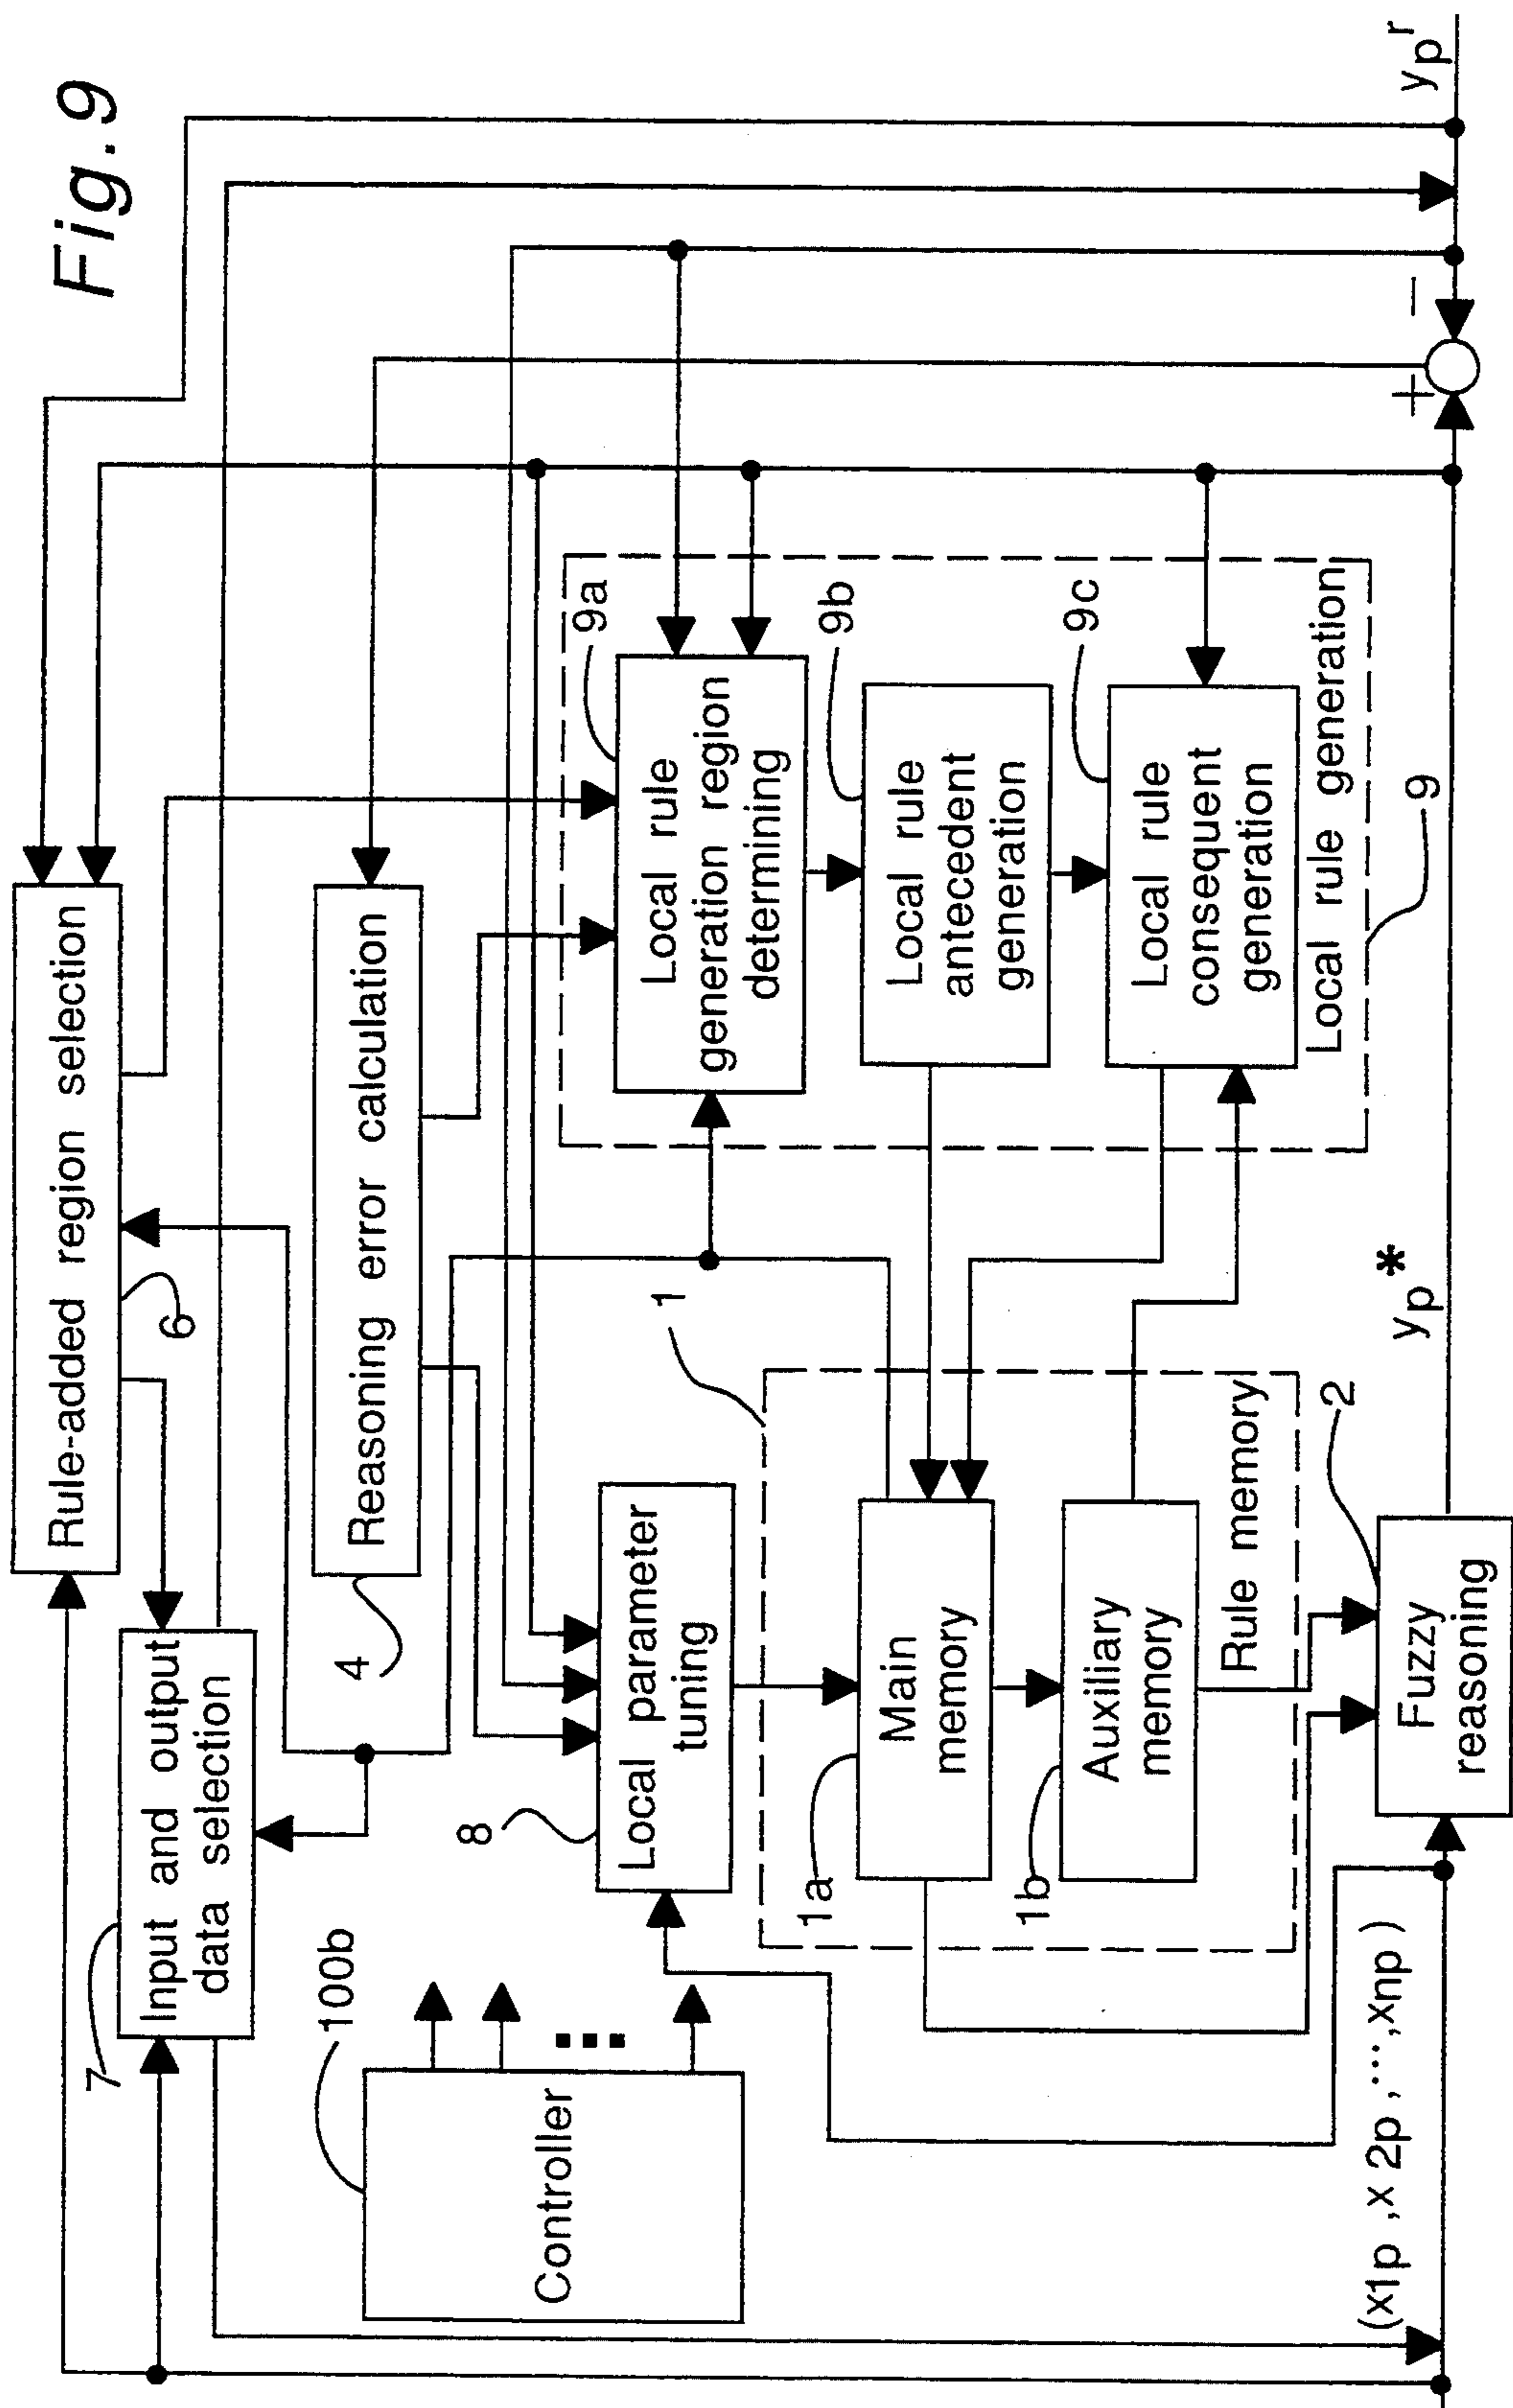 Fig.9
Rule-added region selection
6
Input and output
data selection
7
Reasoning error calculation
4
Controller
100b
Local parameter
tuning
8
Main
memory
1a
Auxiliary
memory
1b
Rule memory
1
Local rule
generation region
determining
9a
Local rule
antecedent
generation
9b
Local rule
consequent
generation
9c
Local rule generation
9
Fuzzy
reasoning
2
(x1p ,x 2p ,···,xnp )
yp*
+
−
yp r